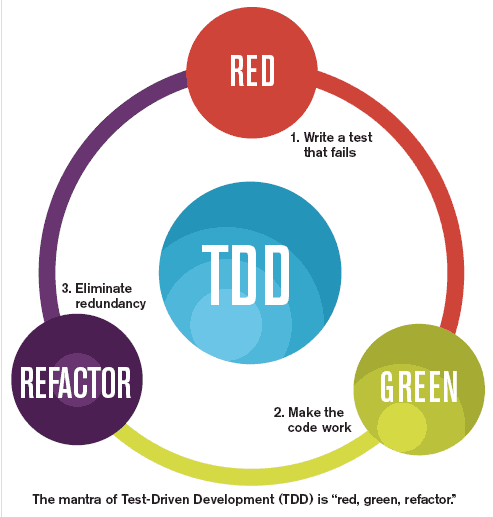 RED
1. Write a test
that fails
TDD
3. Eliminate
redundancy
REFACTOR
GREEN
2. Make the
code work
The mantra of Test-Driven Development (TDD) is “red, green, refactor.”